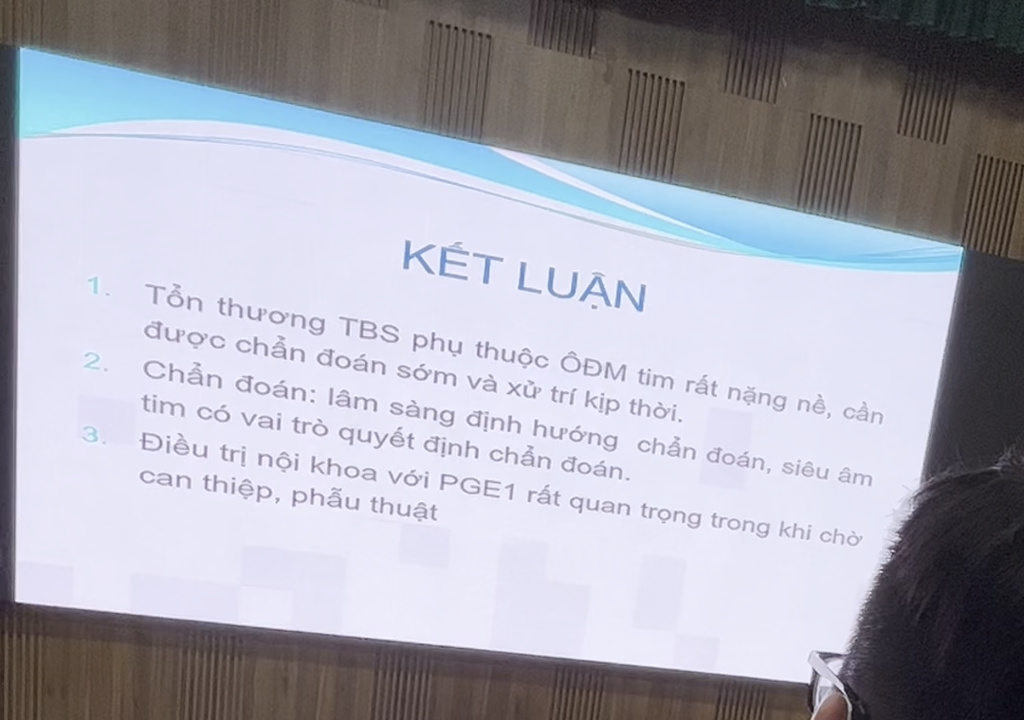 KẾT LUẬN
1. Tổn thương TBS phụ thuộc ÔĐM tim rất nặng nề, cần
được chẩn đoán sớm và xử trí kịp thời.
2. Chẩn đoán: lâm sàng định hướng chẩn đoán, siêu âm
tim có vai trò quyết định chẩn đoán.
3. Điều trị nội khoa với PGE1 rất quan trọng trong khi chờ
can thiệp, phẫu thuật